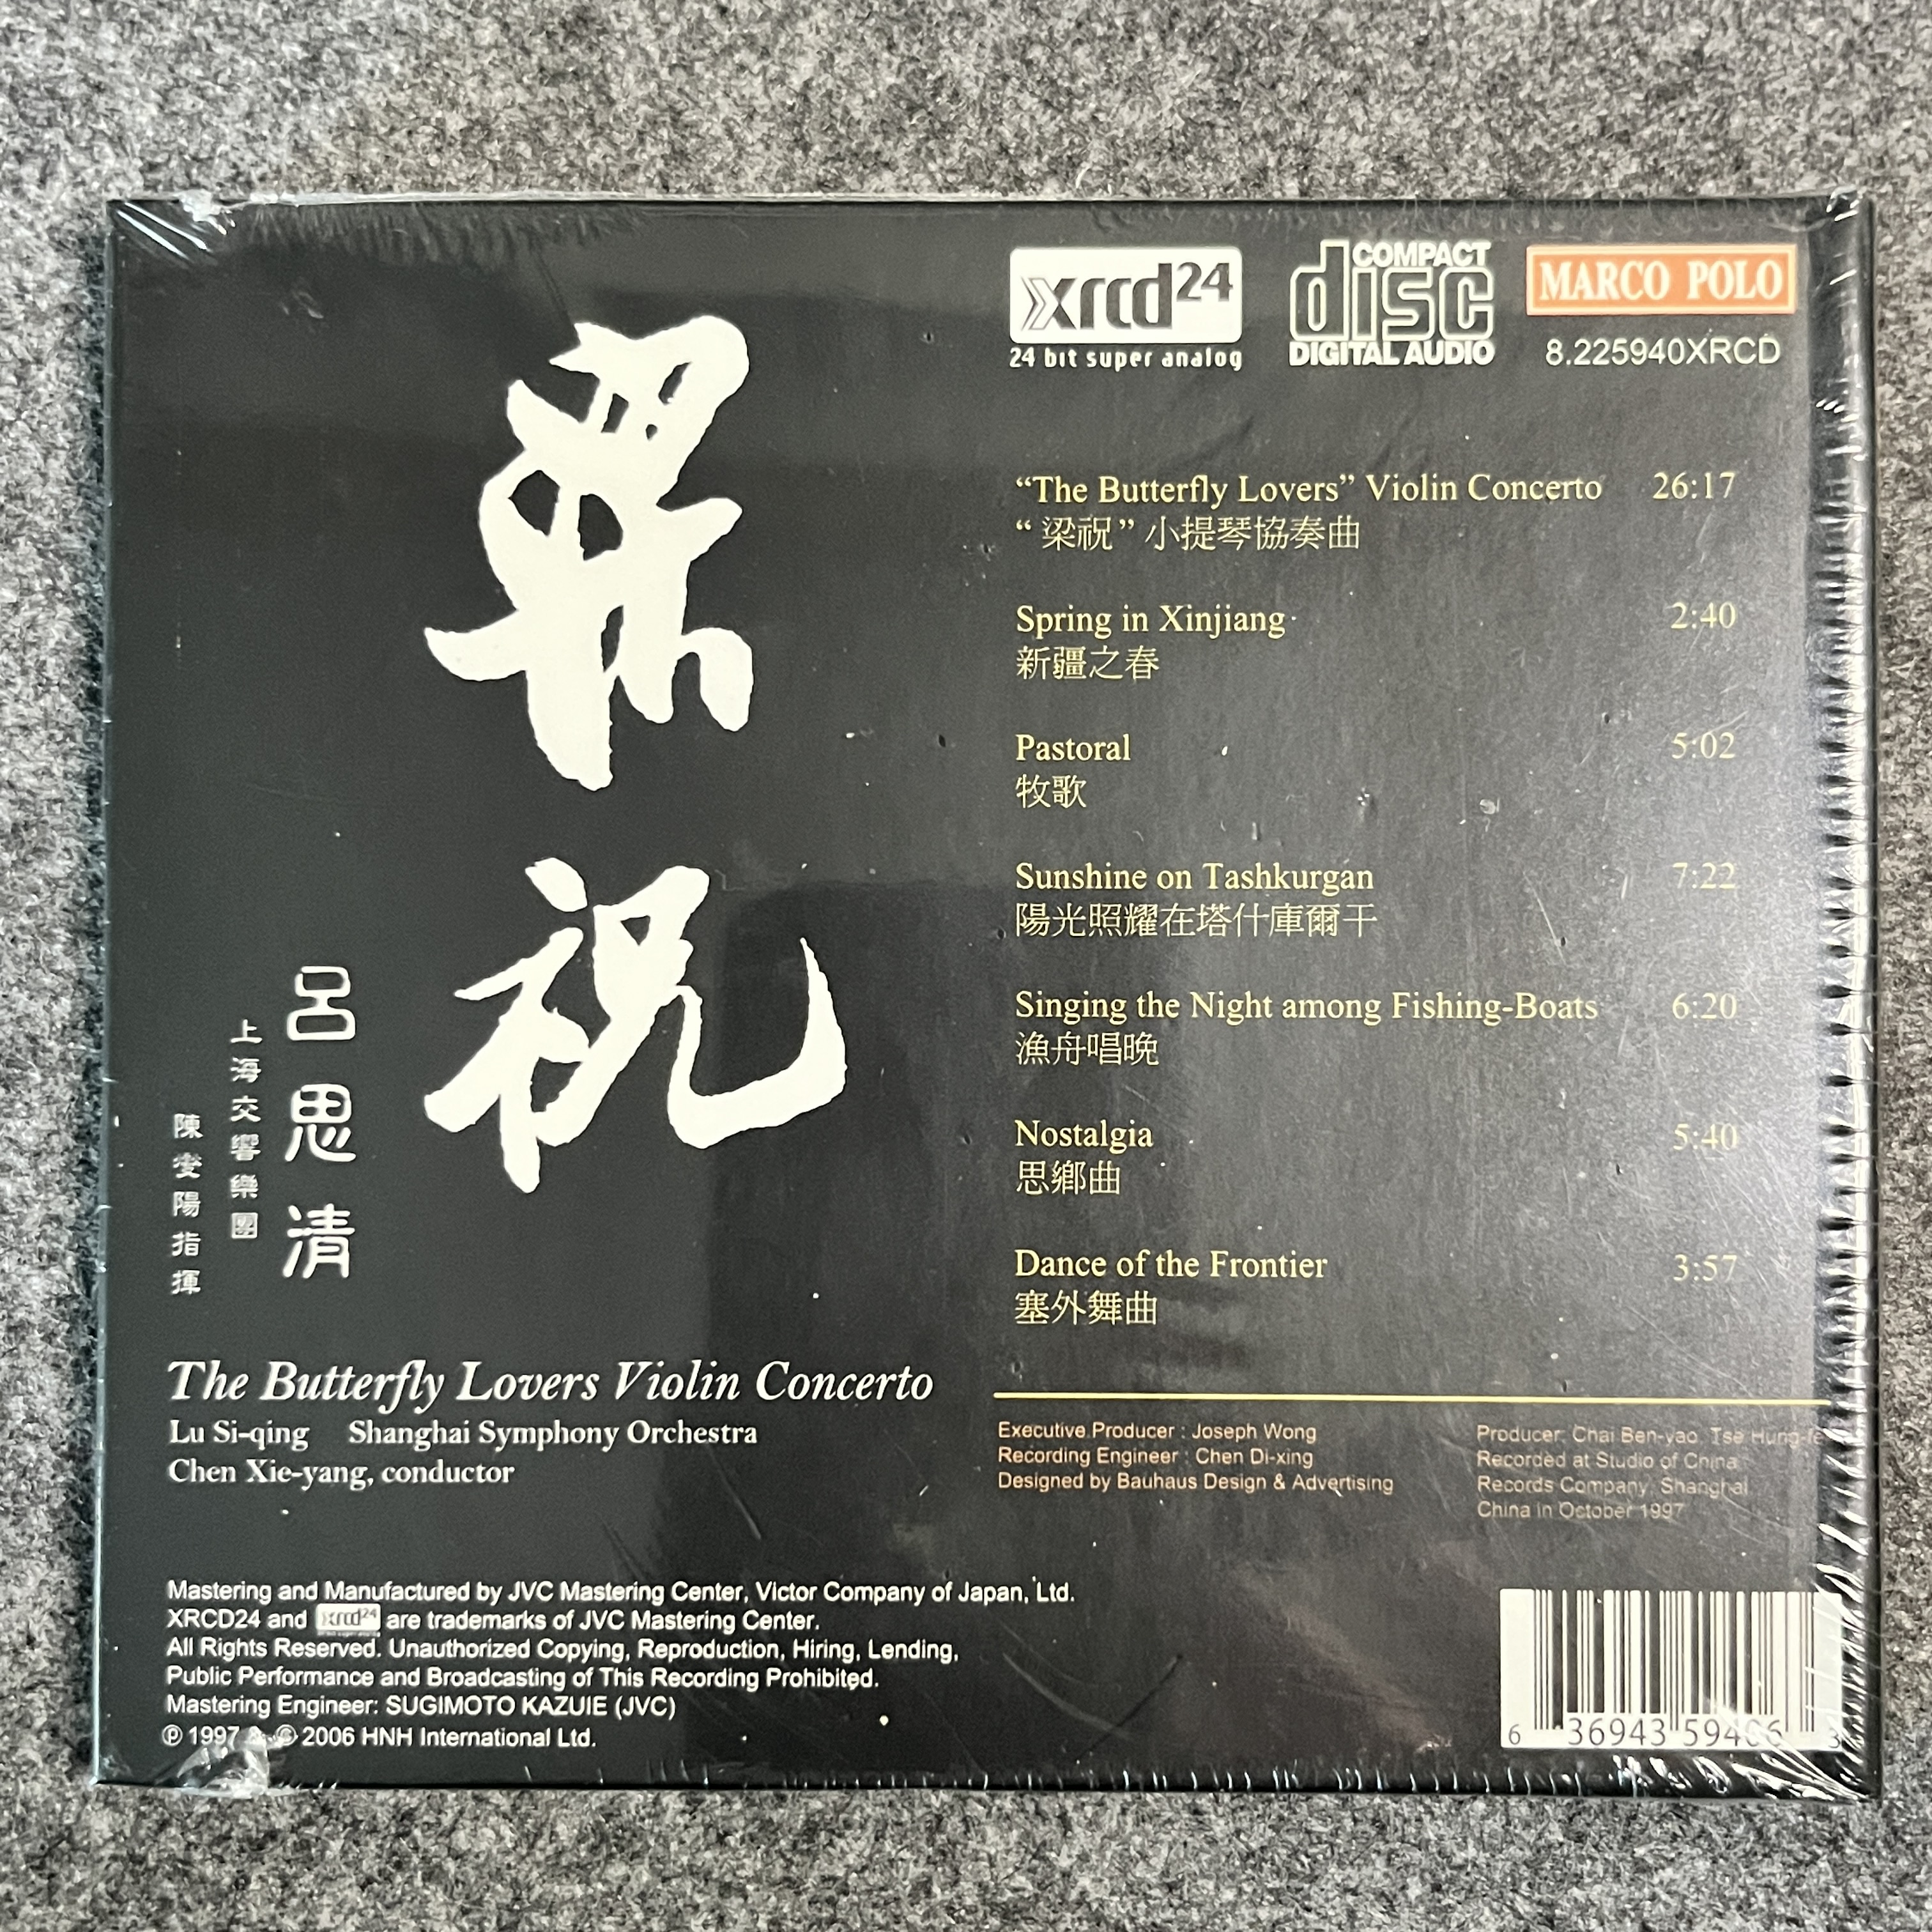 梁祝
呂思清
上海交響樂團
陳燮陽指揮
The Butterfly Lovers Violin Concerto
Lu Si-qing Shanghai Symphony Orchestra
Chen Xie-yang, conductor
Mastering and Manufactured by JVC Mastering Center, Victor Company of Japan, Ltd.
XRCD24 and xrcd24 are trademarks of JVC Mastering Center.
All Rights Reserved. Unauthorized Copying, Reproduction, Hiring, Lending,
Public Performance and Broadcasting of This Recording Prohibited.
Mastering Engineer: SUGIMOTO KAZUIE (JVC)
℗ 1997 & © 2006 HNH International Ltd.
xrcd24
24 bit super analog
COMPACT
disc
DIGITAL AUDIO
MARCO POLO
8.225940XRCD
“The Butterfly Lovers” Violin Concerto 26:17
“梁祝”小提琴協奏曲
Spring in Xinjiang 2:40
新疆之春
Pastoral 5:02
牧歌
Sunshine on Tashkurgan 7:22
陽光照耀在塔什庫爾干
Singing the Night among Fishing-Boats 6:20
漁舟唱晚
Nostalgia 5:40
思鄉曲
Dance of the Frontier 3:57
塞外舞曲
Executive Producer : Joseph Wong
Recording Engineer : Chen Di-xing
Designed by Bauhaus Design & Advertising
Producer: Chai Ben-yao, Tse
Recorded at Studio of China
Records Company, Shanghai
China in October 1997
6 36943 59406 3